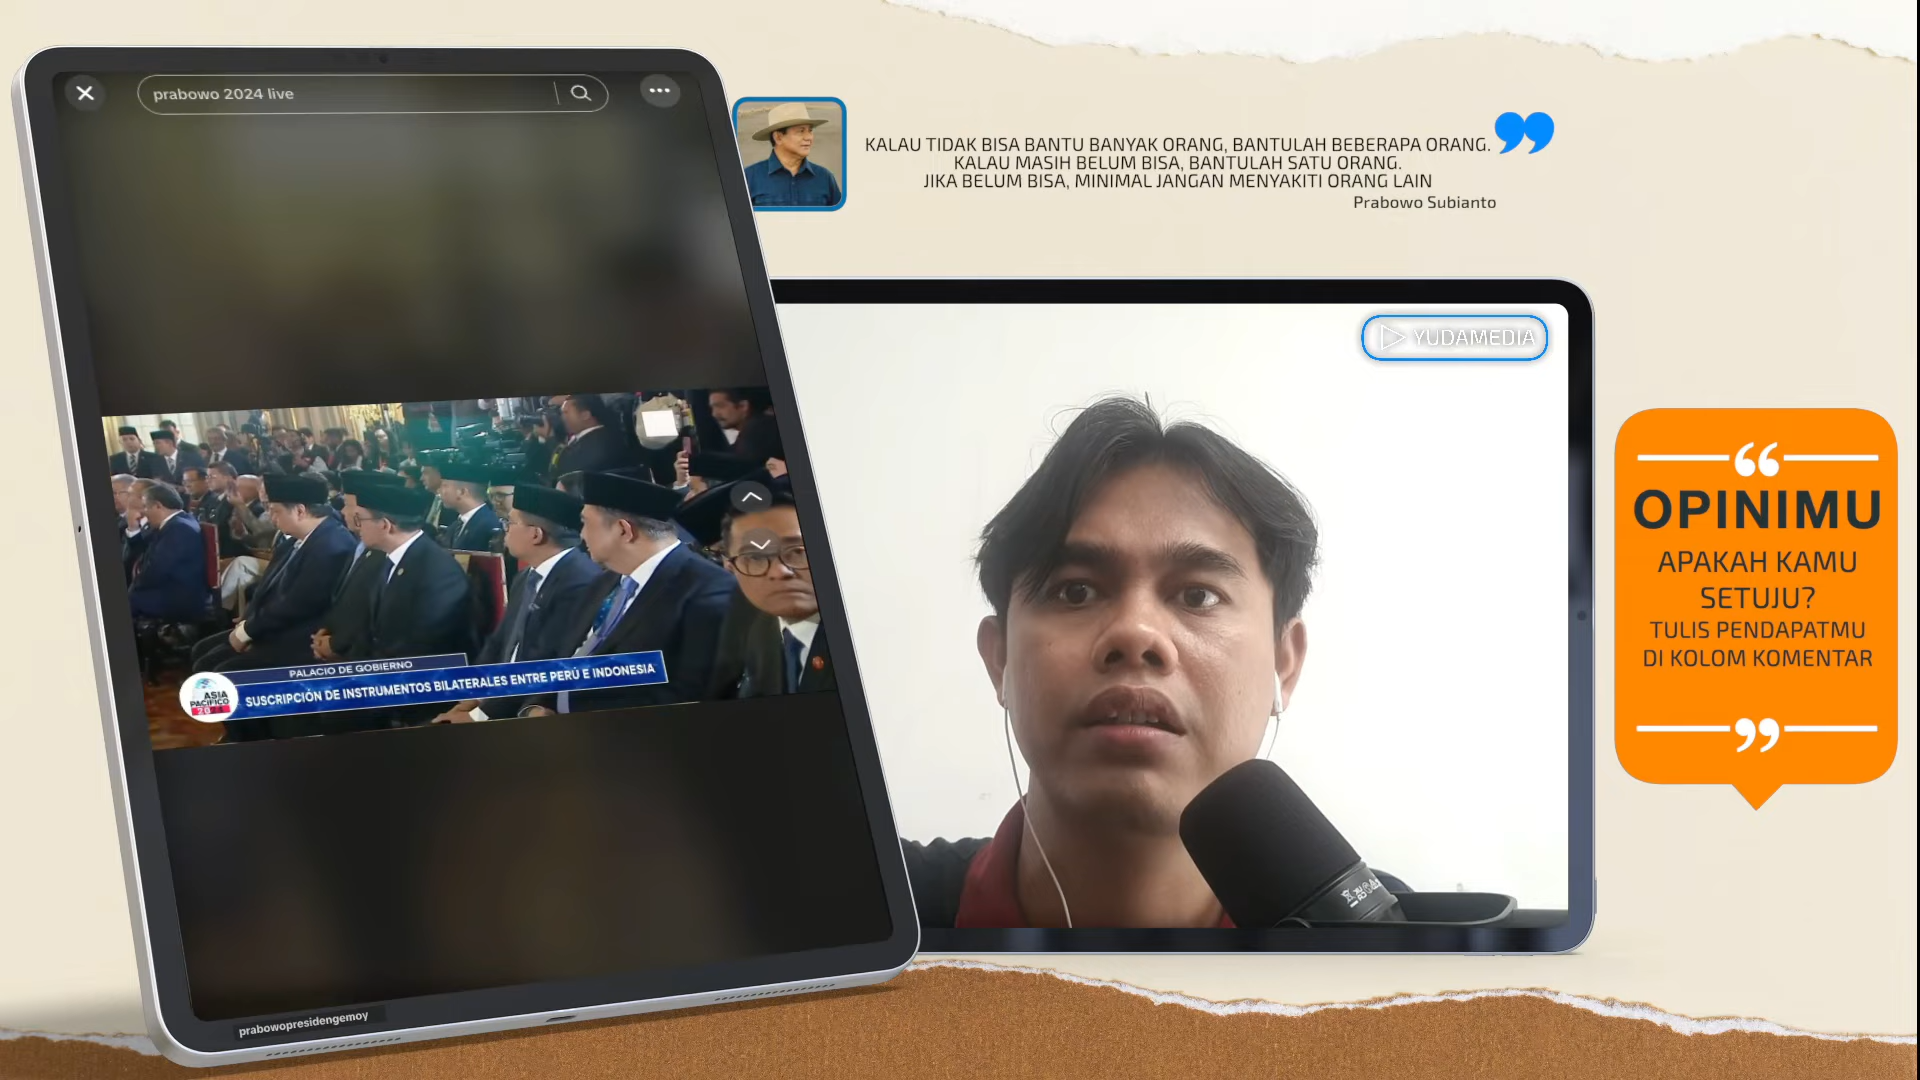 prabowo 2024 live
KALAU TIDAK BISA BANTU BANYAK ORANG, BANTULAH BEBERAPA ORANG.
KALAU MASIH BELUM BISA, BANTULAH SATU ORANG.
JIKA BELUM BISA, MINIMAL JANGAN MENYAKITI ORANG LAIN
Prabowo Subianto
YUDAMEDIA
OPINIMU
APAKAH KAMU
SETUJU?
TULIS PENDAPATMU
DI KOLOM KOMENTAR
PALACIO DE GOBIERNO
ASIA
PACÍFICO
SUSCRIPCIÓN DE INSTRUMENTOS BILATERALES ENTRE PERÚ E INDONESIA
prabowopresidengemoy